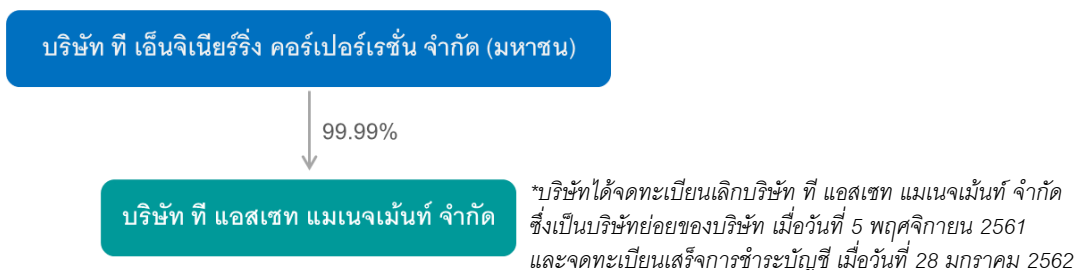 บริษัท ที เอ็นจิเนียร์ริ่ง คอร์เปอร์เรชั่น จำกัด (มหาชน)
99.99%
บริษัท ที แอสเซท แมเนจเม้นท์ จำกัด
*บริษัทได้จดทะเบียนเลิกบริษัท ที แอสเซท แมเนจเม้นท์ จำกัด
ซึ่งเป็นบริษัทย่อยของบริษัท เมื่อวันที่ 5 พฤศจิกายน 2561
และจดทะเบียนเสร็จการชำระบัญชี เมื่อวันที่ 28 มกราคม 2562